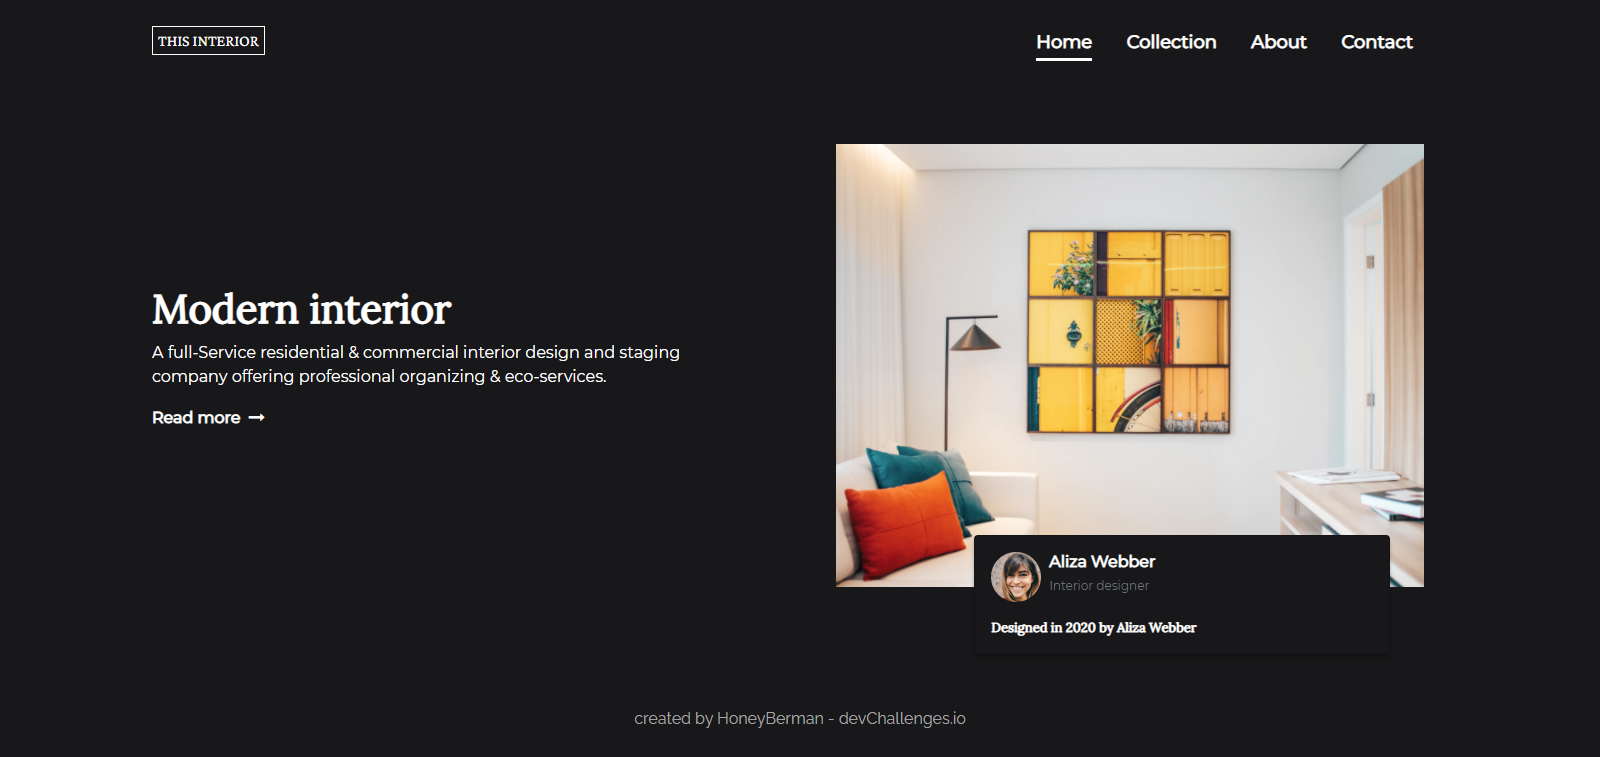 THIS INTERIOR
Home Collection About Contact
Modern interior
A full-Service residential & commercial interior design and staging
company offering professional organizing & eco-services.
Read more →
Aliza Webber
Interior designer
Designed in 2020 by Aliza Webber
created by HoneyBerman - devChallenges.io